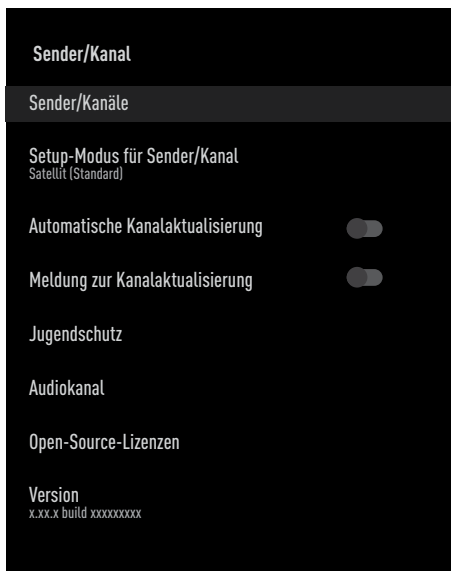 Sender/Kanal
Sender/Kanäle
Setup-Modus für Sender/Kanal
Satellit (Standard)
Automatische Kanalaktualisierung
Meldung zur Kanalaktualisierung
Jugendschutz
Audiokanal
Open-Source-Lizenzen
Version
x.xx.x build xxxxxxxxx